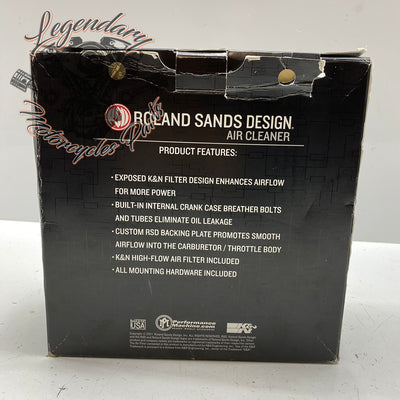 Legendary
Motorcycles Parts
ROLAND SANDS DESIGN
AIR CLEANER
PRODUCT FEATURES:
• EXPOSED K&N FILTER DESIGN ENHANCES AIRFLOW
FOR MORE POWER
• BUILT-IN INTERNAL CRANK CASE BREATHER BOLTS
AND TUBES ELIMINATE OIL LEAKAGE
• CUSTOM RSD BACKING PLATE PROMOTES SMOOTH
AIRFLOW INTO THE CARBURETOR / THROTTLE BODY
• K&N HIGH-FLOW AIR FILTER INCLUDED
• ALL MOUNTING HARDWARE INCLUDED
USA
Performance
Machine.com
K&N